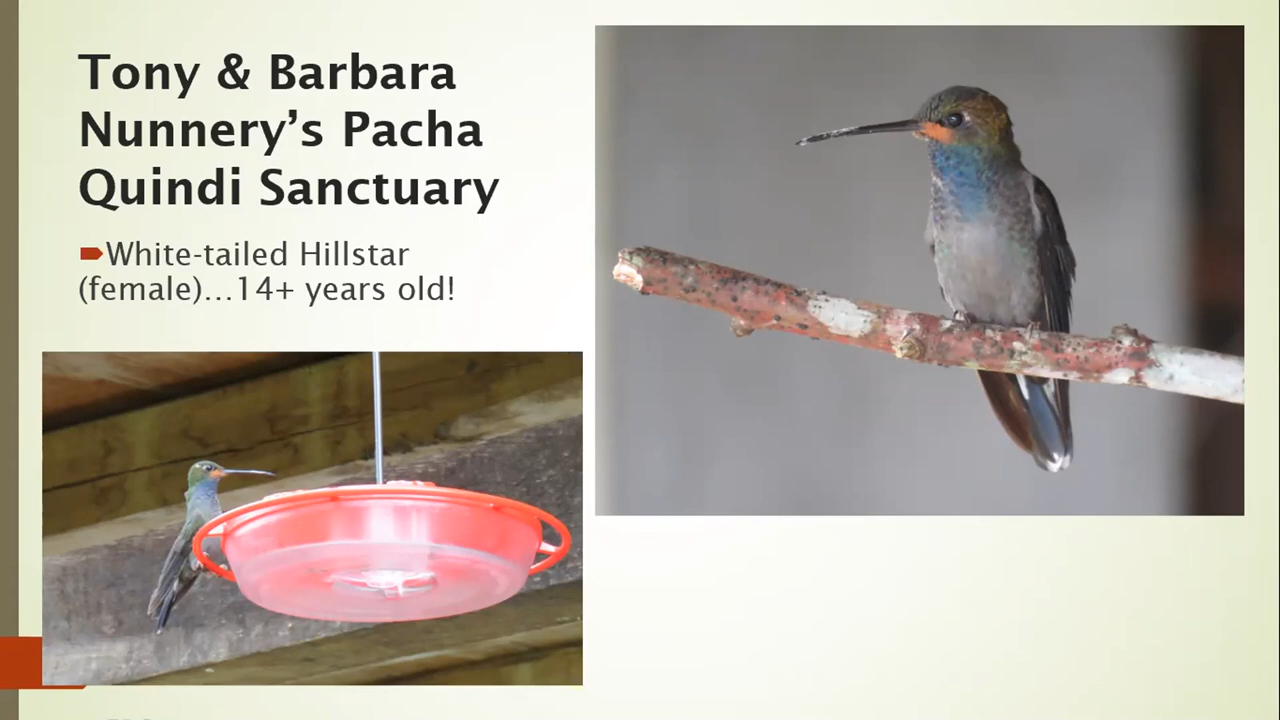 Tony & Barbara
Nunnery’s Pacha
Quindi Sanctuary
White-tailed Hillstar
(female)…14+ years old!